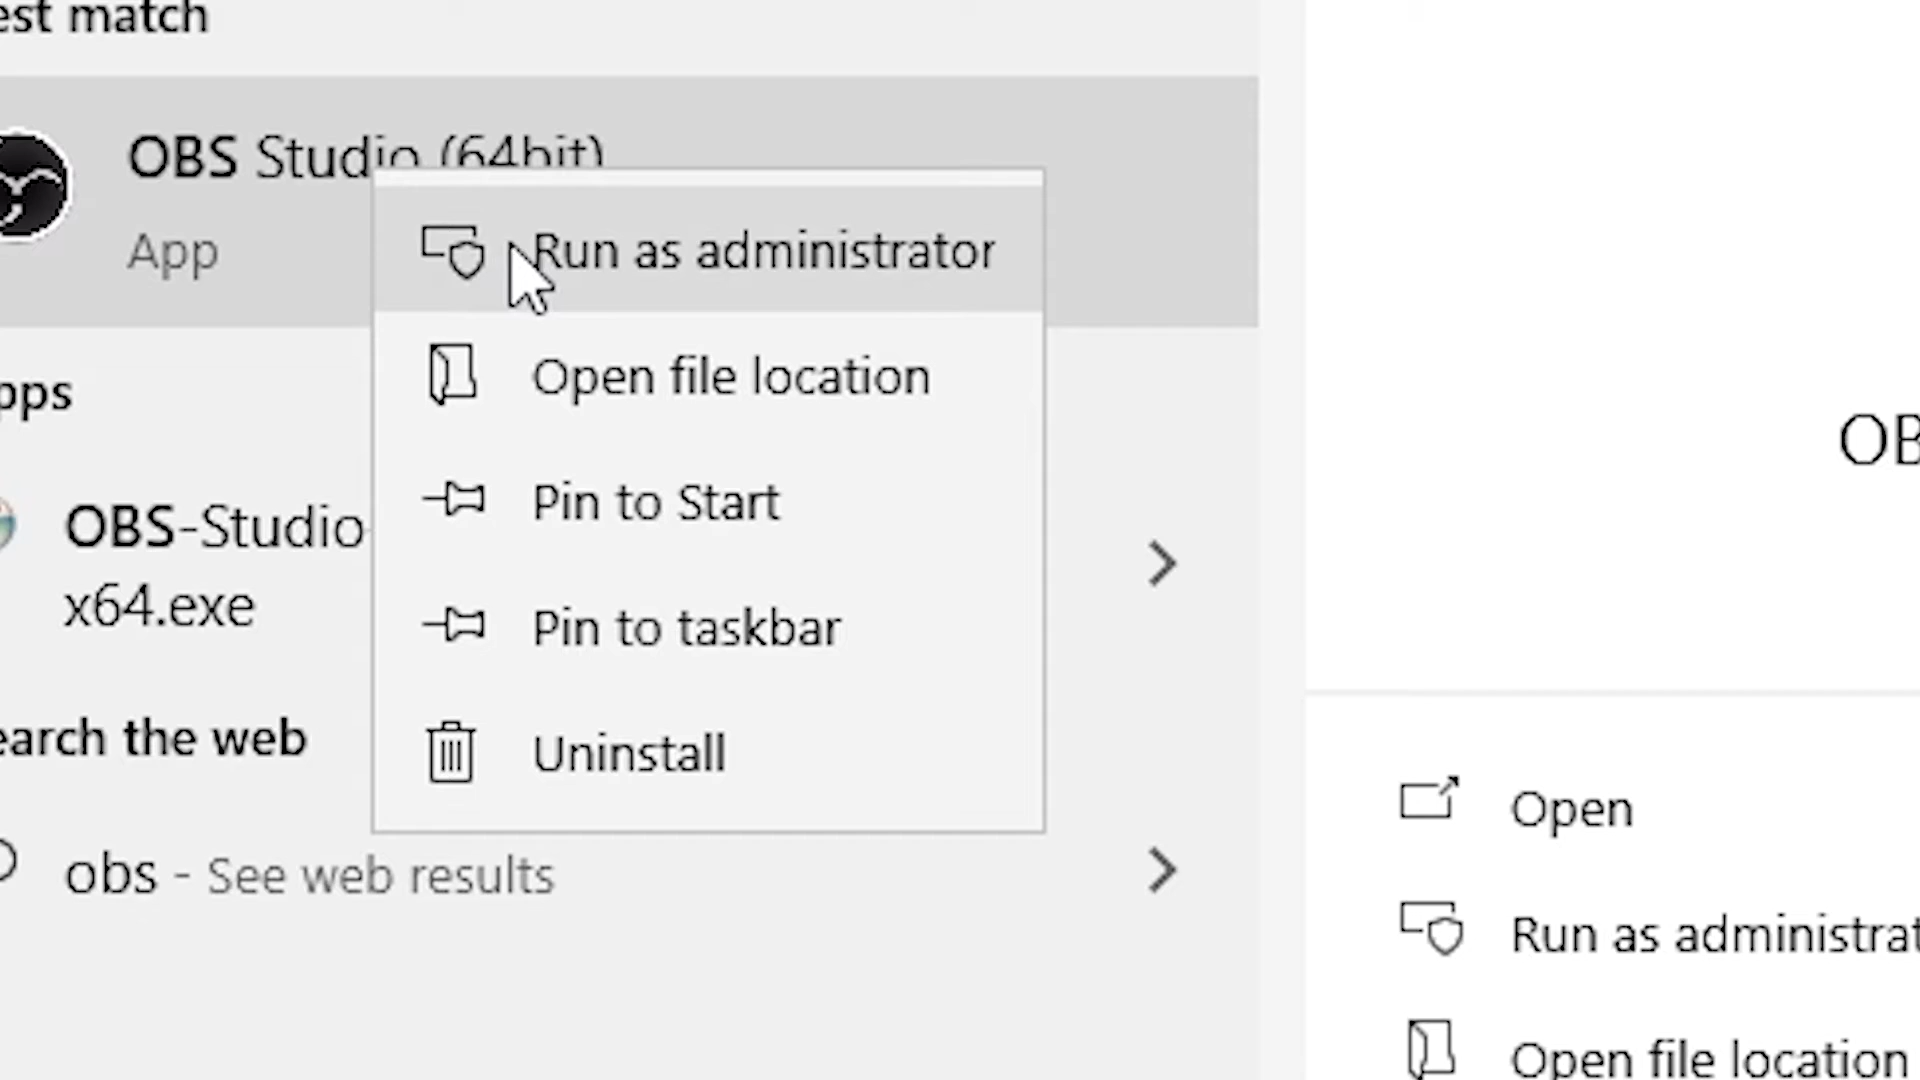 est match
OBS Studio (64bit)
App
Run as administrator
Open file location
Pin to Start
Pin to taskbar
Uninstall
pps
OBS-Studio
x64.exe
earch the web
obs - See web results
OB
Open
Run as administrat
Open file location